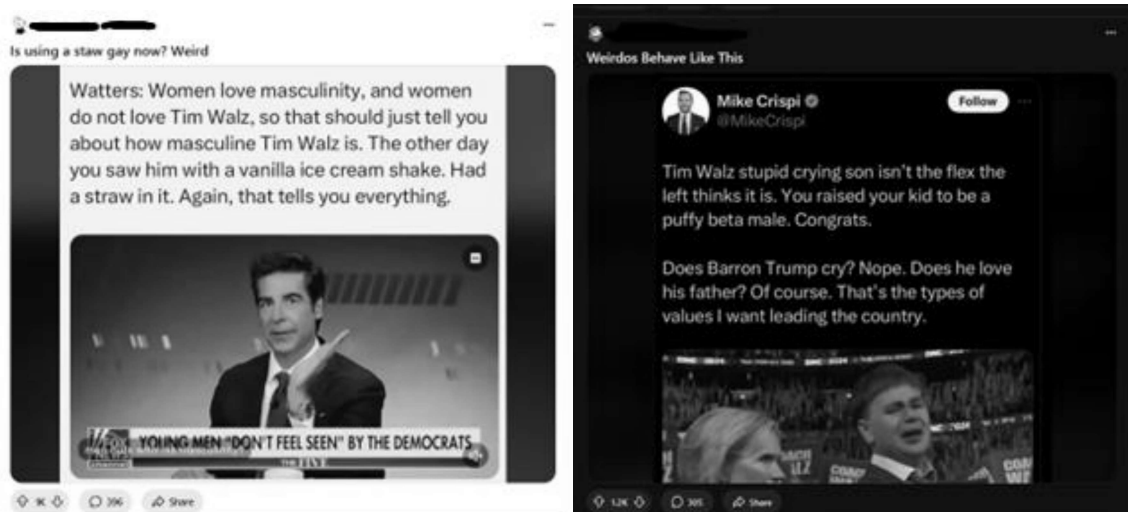 Is using a staw gay now? Weird
Watters: Women love masculinity, and women
do not love Tim Walz, so that should just tell you
about how masculine Tim Walz is. The other day
you saw him with a vanilla ice cream shake. Had
a straw in it. Again, that tells you everything.
YOUNG MEN "DON'T FEEL SEEN" BY THE DEMOCRATS
THE FIVE
1K 396 Share
Weirdos Behave Like This
Mike Crispi
Follow
@MikeCrispi
Tim Walz stupid crying son isn't the flex the
left thinks it is. You raised your kid to be a
puffy beta male. Congrats.
Does Barron Trump cry? Nope. Does he love
his father? Of course. That's the types of
values I want leading the country.
COACH
1.2K 305 Share